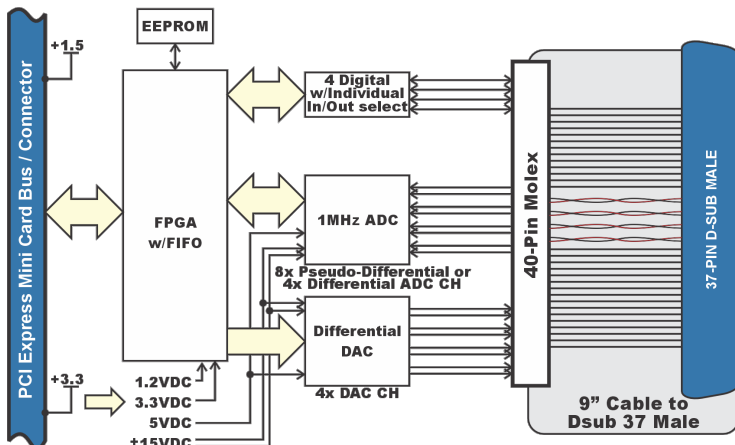 PCI Express Mini Card Bus / Connector
+1.5
+3.3
EEPROM
FPGA
w/FIFO
4 Digital
w/Individual
In/Out select
1MHz ADC
8x Pseudo-Differential or
4x Differential ADC CH
Differential
DAC
4x DAC CH
1.2VDC
3.3VDC
5VDC
±15VDC
40-Pin Molex
37-PIN D-SUB MALE
9” Cable to
Dsub 37 Male